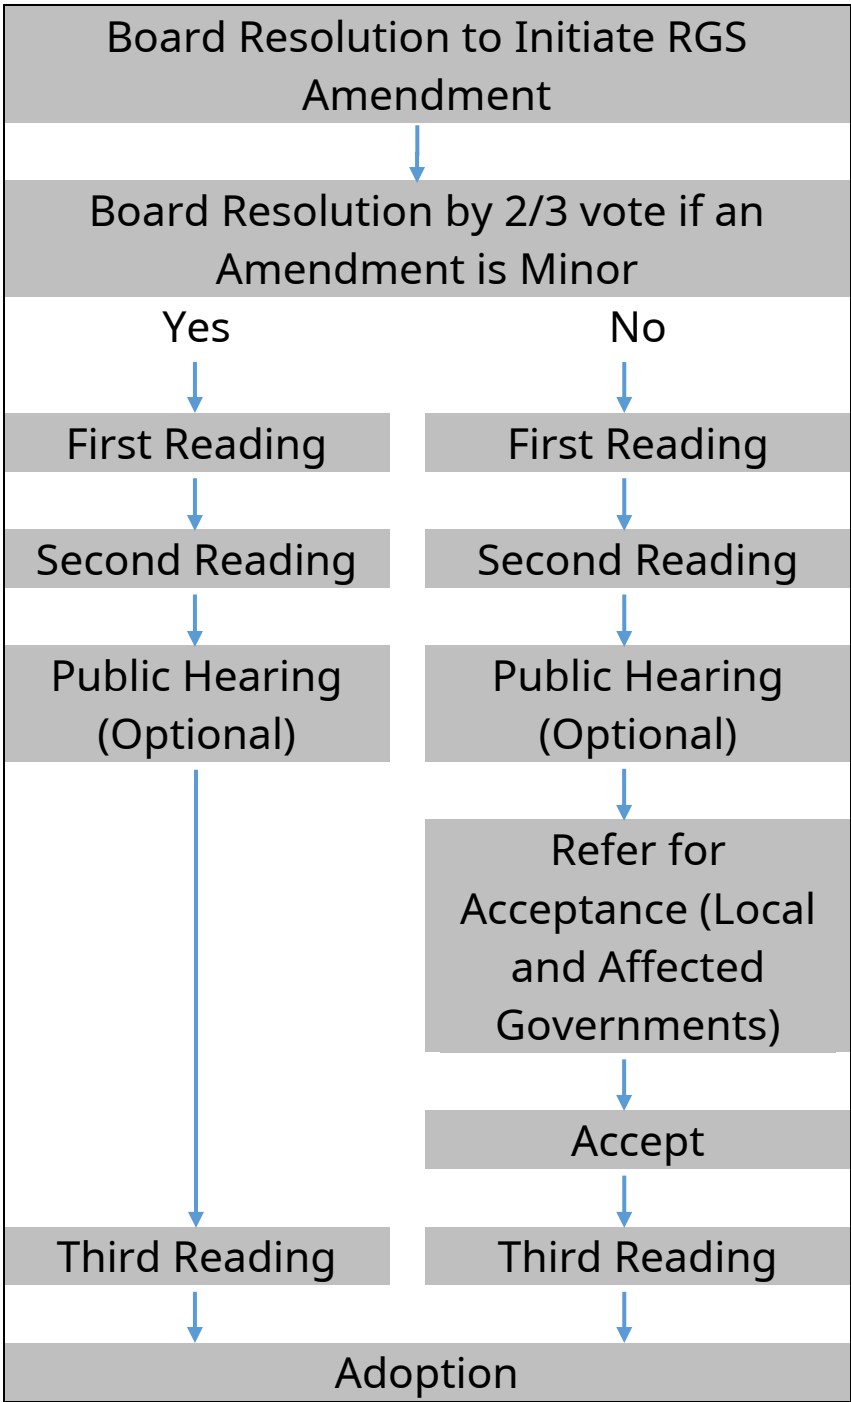 Board Resolution to Initiate RGS
Amendment
Board Resolution by 2/3 vote if an
Amendment is Minor
Yes
No
First Reading
First Reading
Second Reading
Second Reading
Public Hearing
(Optional)
Public Hearing
(Optional)
Refer for
Acceptance (Local
and Affected
Governments)
Accept
Third Reading
Third Reading
Adoption